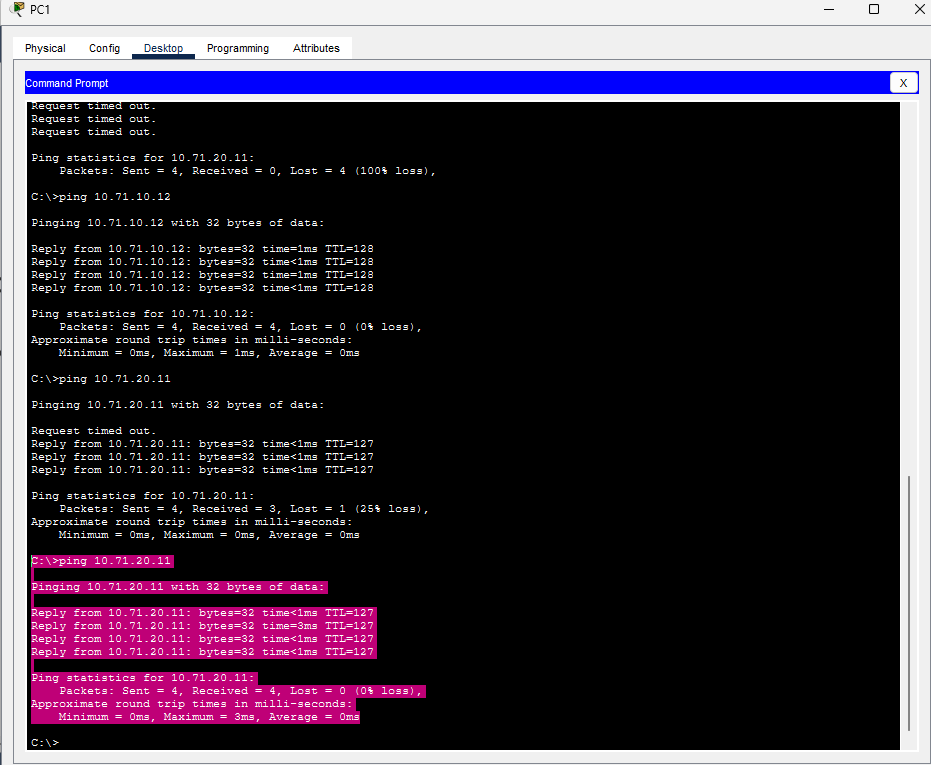 PC1
Physical Config Desktop Programming Attributes
Command Prompt
X
Request timed out.
Request timed out.
Request timed out.
Ping statistics for 10.71.20.11:
Packets: Sent = 4, Received = 0, Lost = 4 (100% loss),
C:\>ping 10.71.10.12
Pinging 10.71.10.12 with 32 bytes of data:
Reply from 10.71.10.12: bytes=32 time=1ms TTL=128
Reply from 10.71.10.12: bytes=32 time<1ms TTL=128
Reply from 10.71.10.12: bytes=32 time=1ms TTL=128
Reply from 10.71.10.12: bytes=32 time<1ms TTL=128
Ping statistics for 10.71.10.12:
Packets: Sent = 4, Received = 4, Lost = 0 (0% loss),
Approximate round trip times in milli-seconds:
Minimum = 0ms, Maximum = 1ms, Average = 0ms
C:\>ping 10.71.20.11
Pinging 10.71.20.11 with 32 bytes of data:
Request timed out.
Reply from 10.71.20.11: bytes=32 time<1ms TTL=127
Reply from 10.71.20.11: bytes=32 time<1ms TTL=127
Reply from 10.71.20.11: bytes=32 time<1ms TTL=127
Ping statistics for 10.71.20.11:
Packets: Sent = 4, Received = 3, Lost = 1 (25% loss),
Approximate round trip times in milli-seconds:
Minimum = 0ms, Maximum = 0ms, Average = 0ms
C:\>ping 10.71.20.11
Pinging 10.71.20.11 with 32 bytes of data:
Reply from 10.71.20.11: bytes=32 time<1ms TTL=127
Reply from 10.71.20.11: bytes=32 time=3ms TTL=127
Reply from 10.71.20.11: bytes=32 time<1ms TTL=127
Reply from 10.71.20.11: bytes=32 time<1ms TTL=127
Ping statistics for 10.71.20.11:
Packets: Sent = 4, Received = 4, Lost = 0 (0% loss),
Approximate round trip times in milli-seconds:
Minimum = 0ms, Maximum = 3ms, Average = 0ms
C:\>